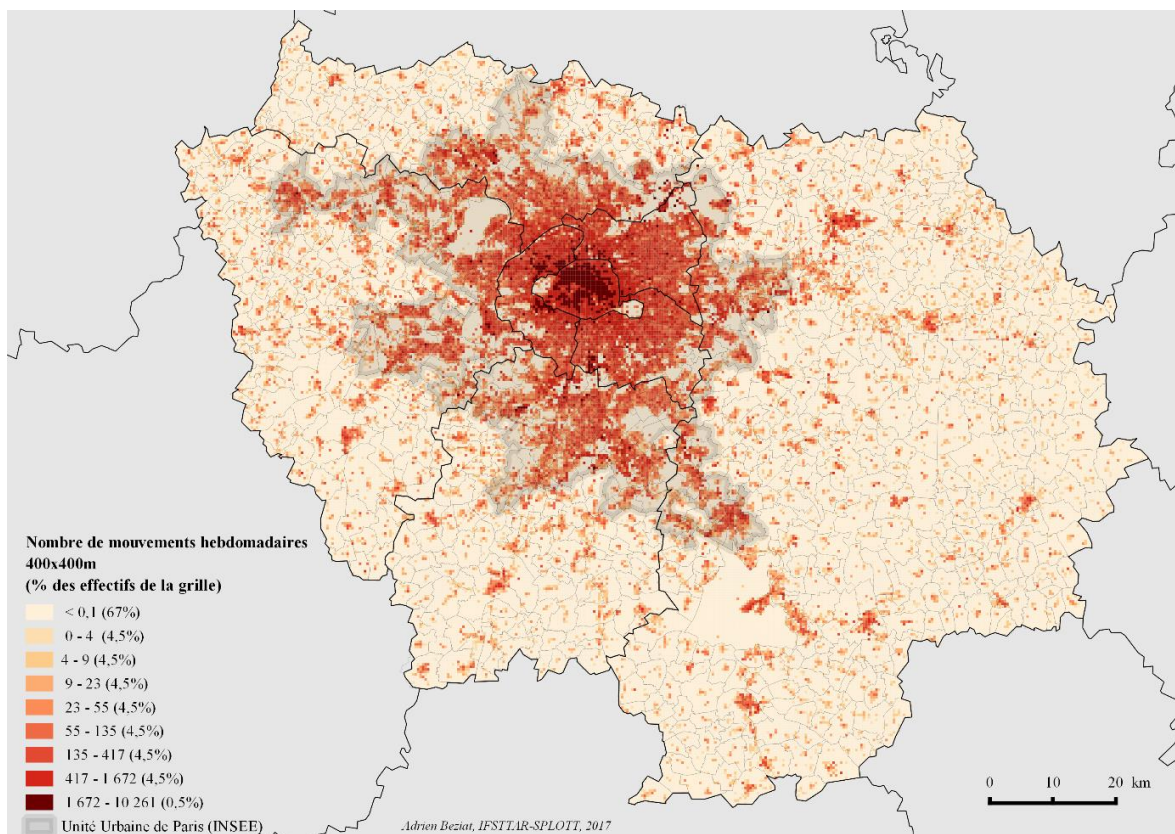 Nombre de mouvements hebdomadaires
400x400m
(% des effectifs de la grille)
< 0,1 (67%)
0 - 4 (4,5%)
4 - 9 (4,5%)
9 - 23 (4,5%)
23 - 55 (4,5%)
55 - 135 (4,5%)
135 - 417 (4,5%)
417 - 1 672 (4,5%)
1 672 - 10 261 (0,5%)
Unité Urbaine de Paris (INSEE)
Adrien Beziat, IFSTTAR-SPLOTT, 2017
0 10 20 km